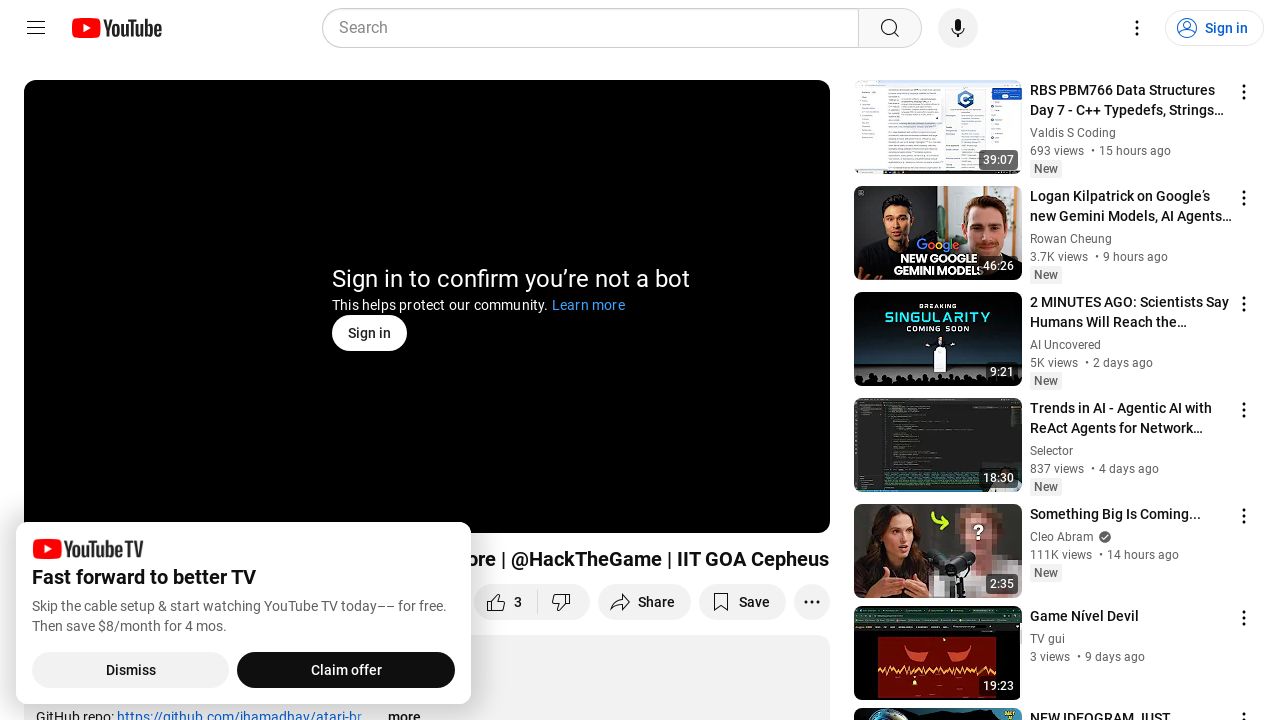 YouTube
Search
Sign in
Sign in to confirm you’re not a bot
This helps protect our community. Learn more
Sign in
ore | @HackTheGame | IIT GOA Cepheus
3
Share
Save
YouTubeTV
Fast forward to better TV
Skip the cable setup & start watching YouTube TV today–– for free.
Then save $8/month for 3 mos.
Dismiss
Claim offer
GitHub repo: https://github.com/jhamadhav/atari-br...
...more
39:07
RBS PBM766 Data Structures
Day 7 - C++ Typedefs, Strings…
Valdis S Coding
693 views • 15 hours ago
New
Google
NEW GOOGLE
GEMINI MODELS
46:26
Logan Kilpatrick on Google’s
new Gemini Models, AI Agents…
Rowan Cheung
3.7K views • 9 hours ago
New
BREAKING
SINGULARITY
COMING SOON
9:21
2 MINUTES AGO: Scientists Say
Humans Will Reach the…
AI Uncovered
5K views • 2 days ago
New
18:30
Trends in AI - Agentic AI with
ReAct Agents for Network…
Selector
837 views • 4 days ago
New
?
2:35
Something Big Is Coming...
Cleo Abram
111K views • 14 hours ago
New
19:23
Game Nível Devil
TV gui
3 views • 9 days ago
NEW IDEOGRAM JUST